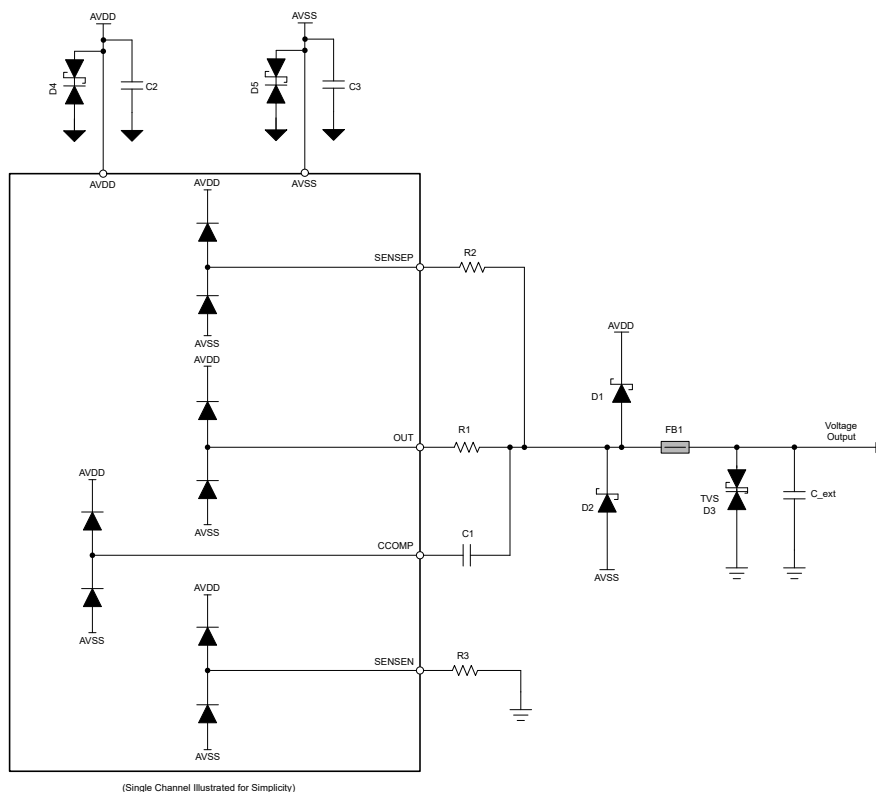 AVDD
AVSS
D4
C2
D5
C3
AVDD
AVSS
AVDD
SENSEP
R2
AVSS
AVDD
AVDD
D1
OUT
R1
FB1
Voltage
Output
AVDD
AVSS
D2
TVS
D3
C_ext
CCOMP
C1
AVSS
AVDD
AVSS
SENSEN
R3
AVSS
(Single Channel Illustrated for Simplicity)